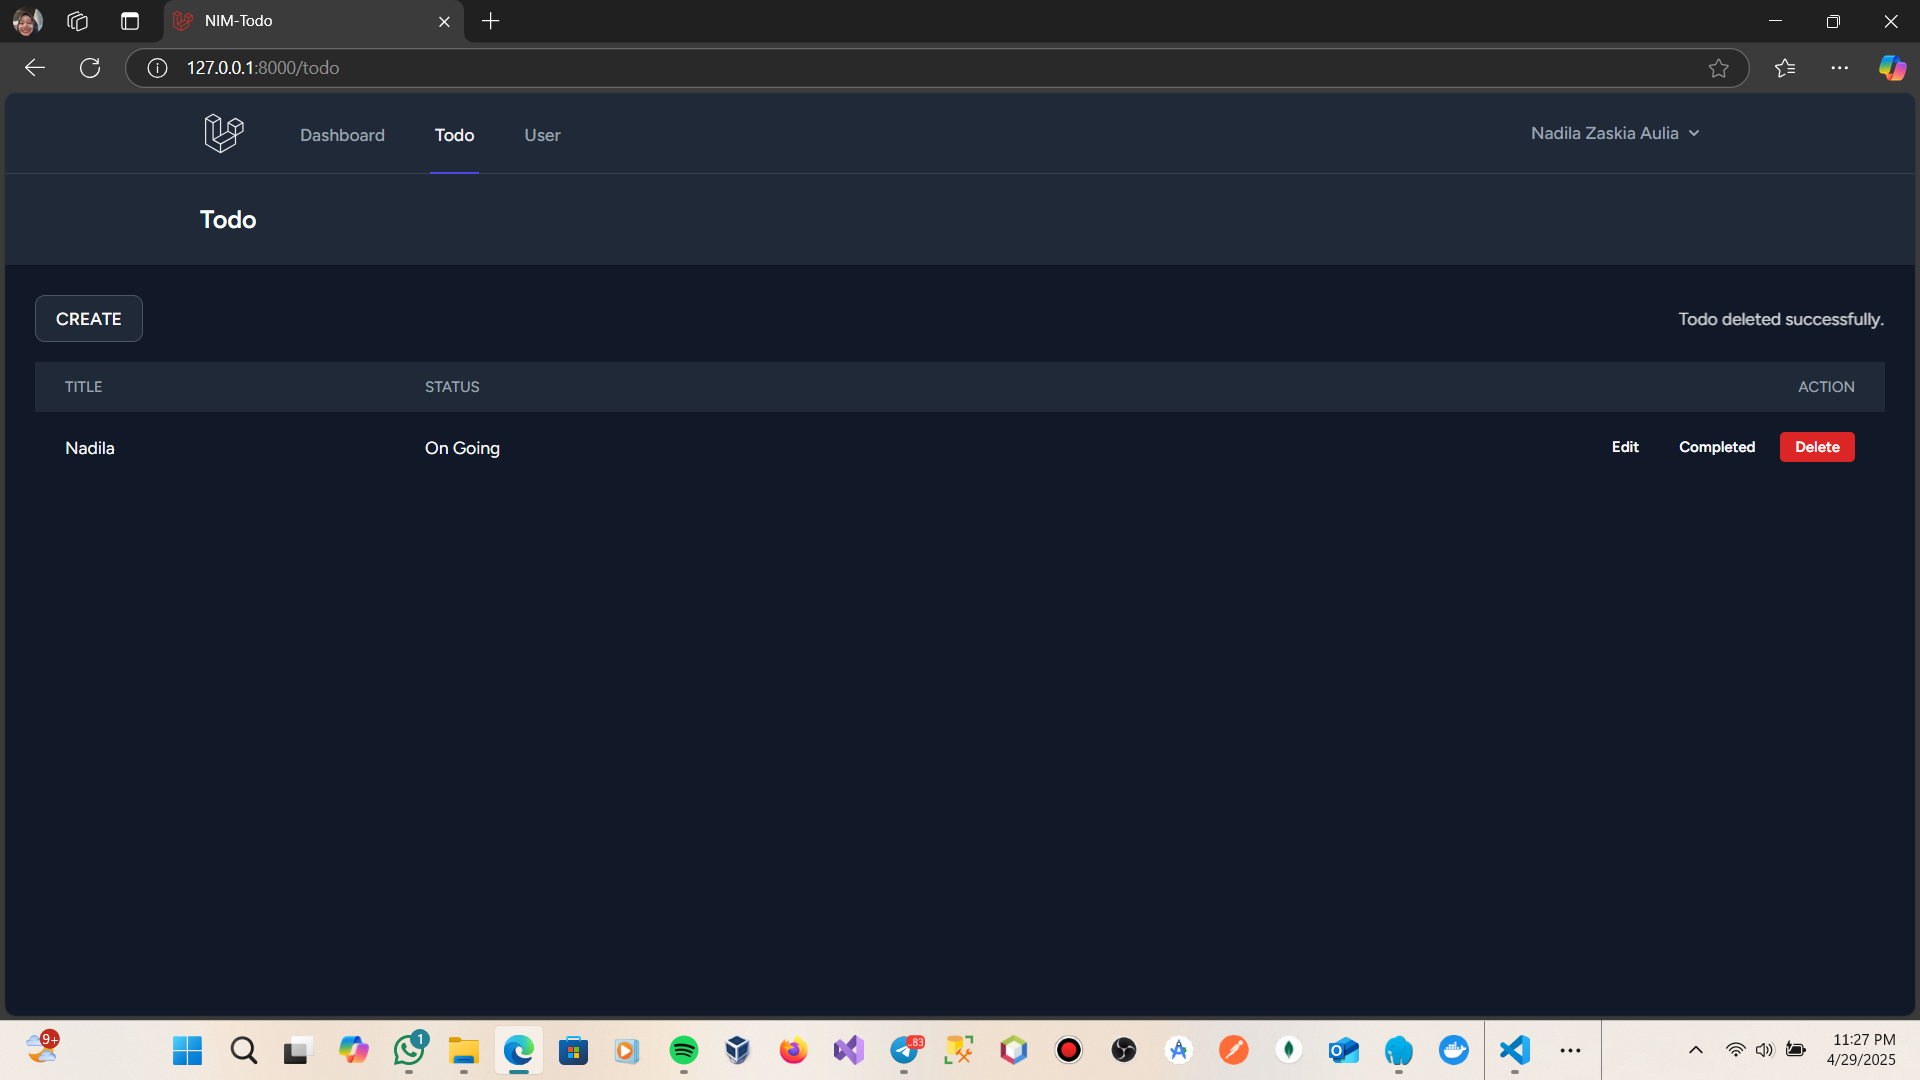 NIM-Todo
127.0.0.1:8000/todo
Dashboard Todo User Nadila Zaskia Aulia
Todo
CREATE Todo deleted successfully.
TITLE STATUS ACTION
Nadila On Going Edit Completed Delete
9+ 1 .83 11:27 PM
4/29/2025